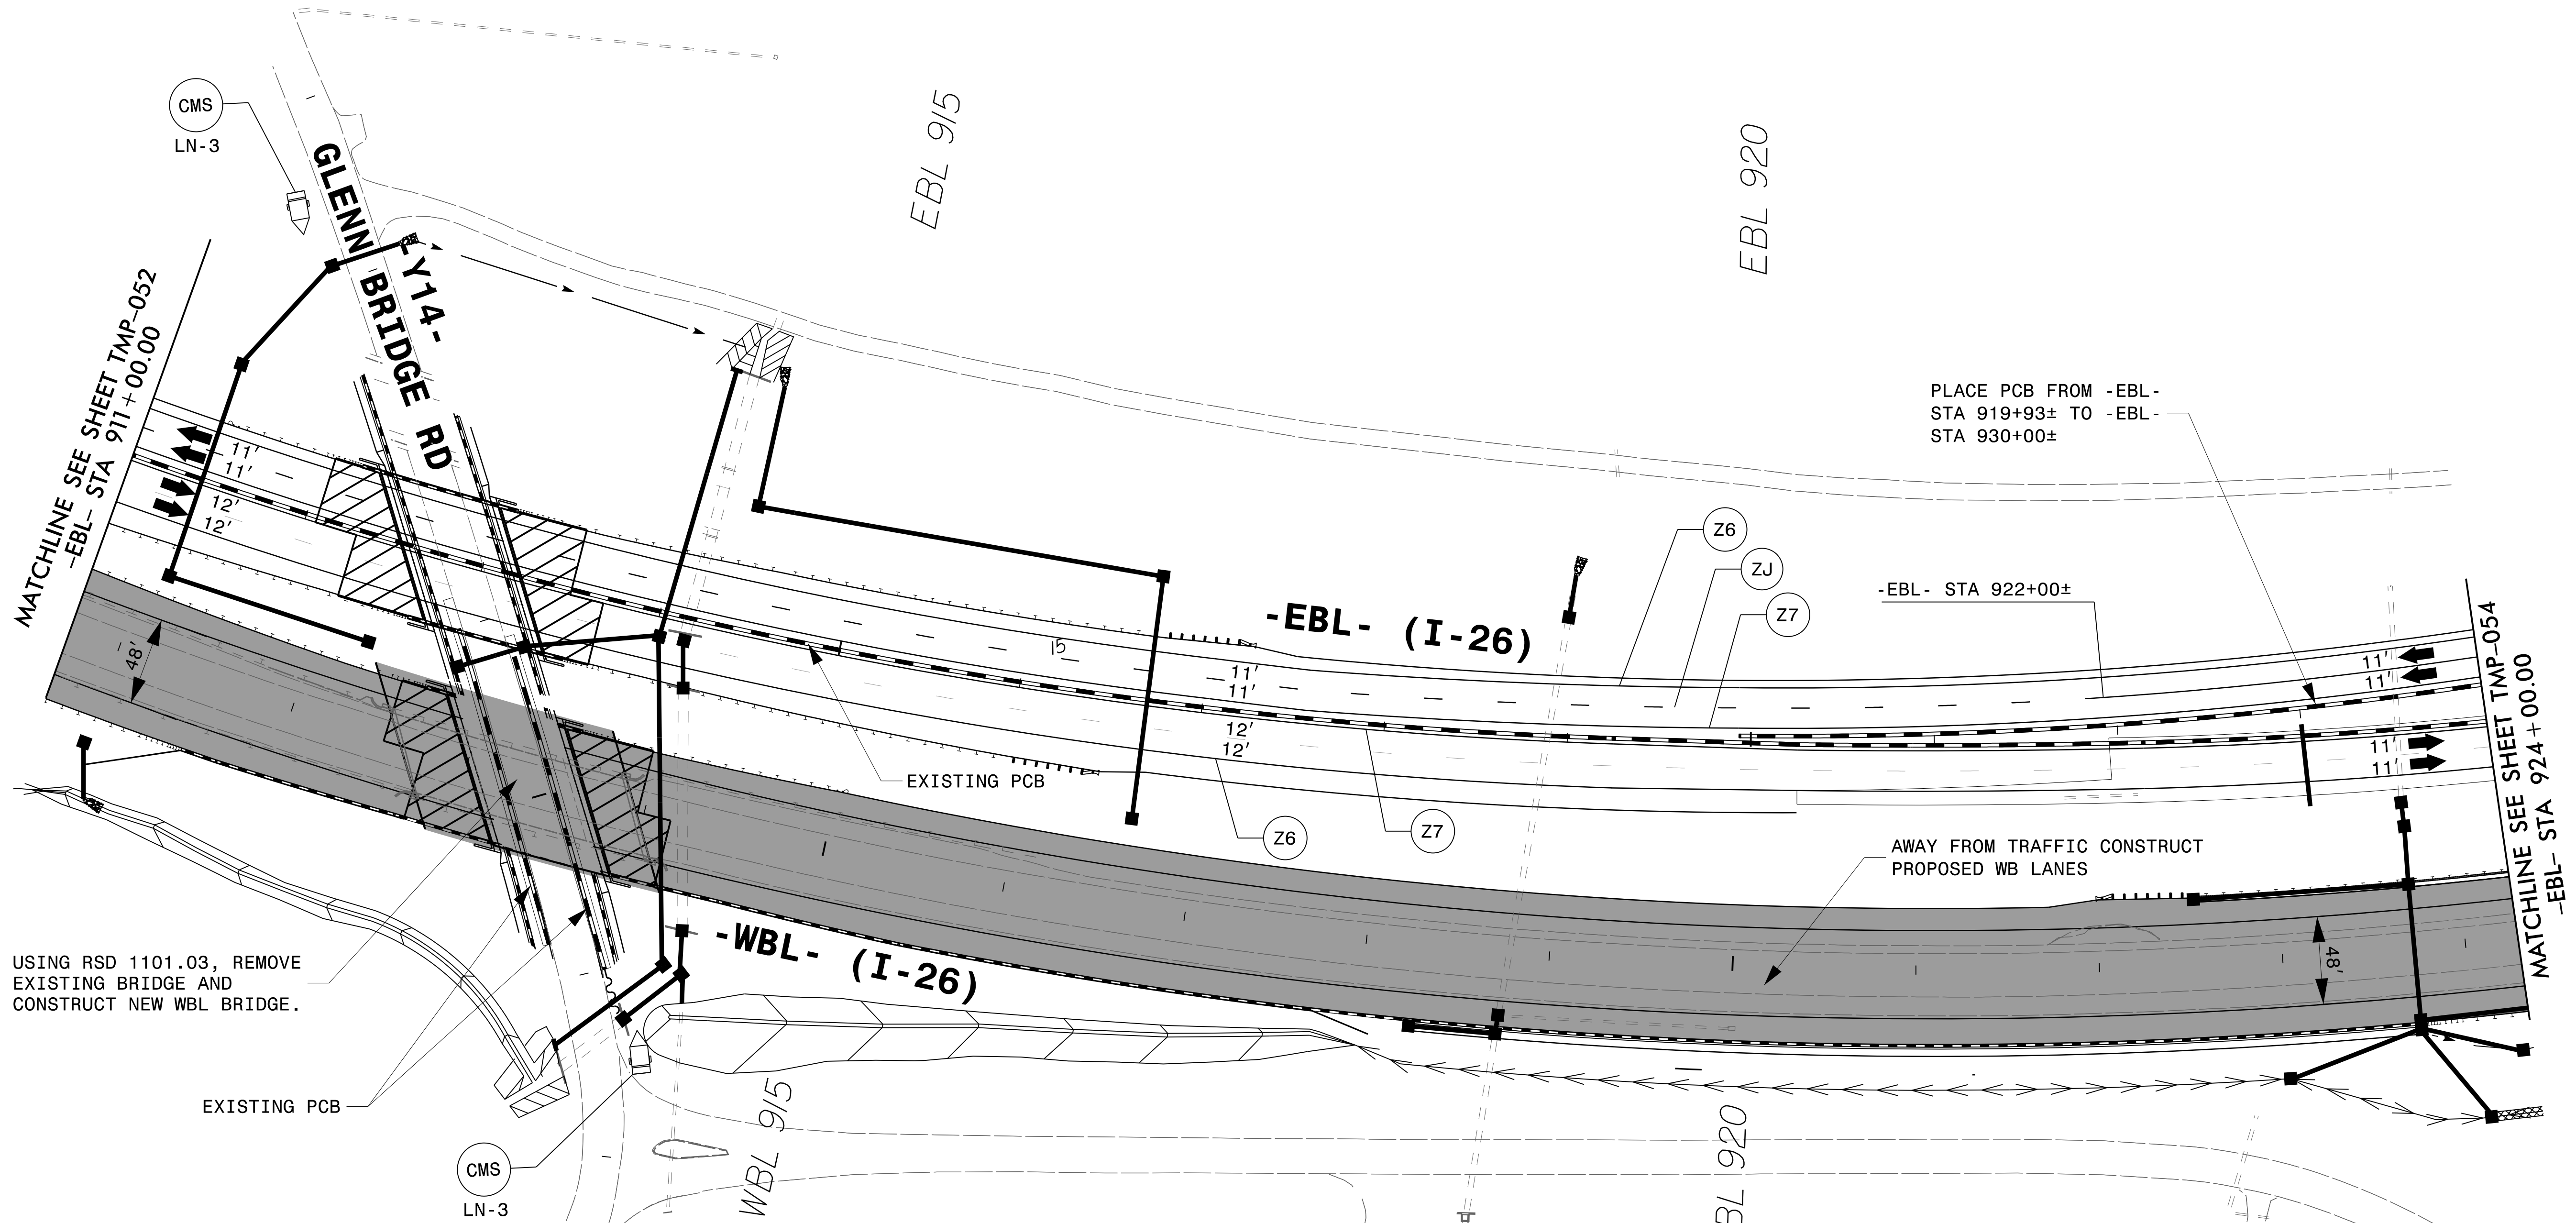 CMS
LN-3
GLENN BRIDGE RD
-Y14-
EBL 915
EBL 920
MATCHLINE SEE SHEET TMP-052
-EBL- STA 911+00.00
11'
11'
12'
12'
48'
PLACE PCB FROM -EBL-
STA 919+93± TO -EBL-
STA 930+00±
Z6
ZJ
Z7
-EBL- STA 922+00±
-EBL- (I-26)
15
11'
11'
12'
12'
11'
11'
11'
11'
EXISTING PCB
Z6
Z7
AWAY FROM TRAFFIC CONSTRUCT
PROPOSED WB LANES
MATCHLINE SEE SHEET TMP-054
-EBL- STA 924+00.00
48'
-WBL- (I-26)
USING RSD 1101.03, REMOVE
EXISTING BRIDGE AND
CONSTRUCT NEW WBL BRIDGE.
EXISTING PCB
CMS
LN-3
WBL 915
BL 920